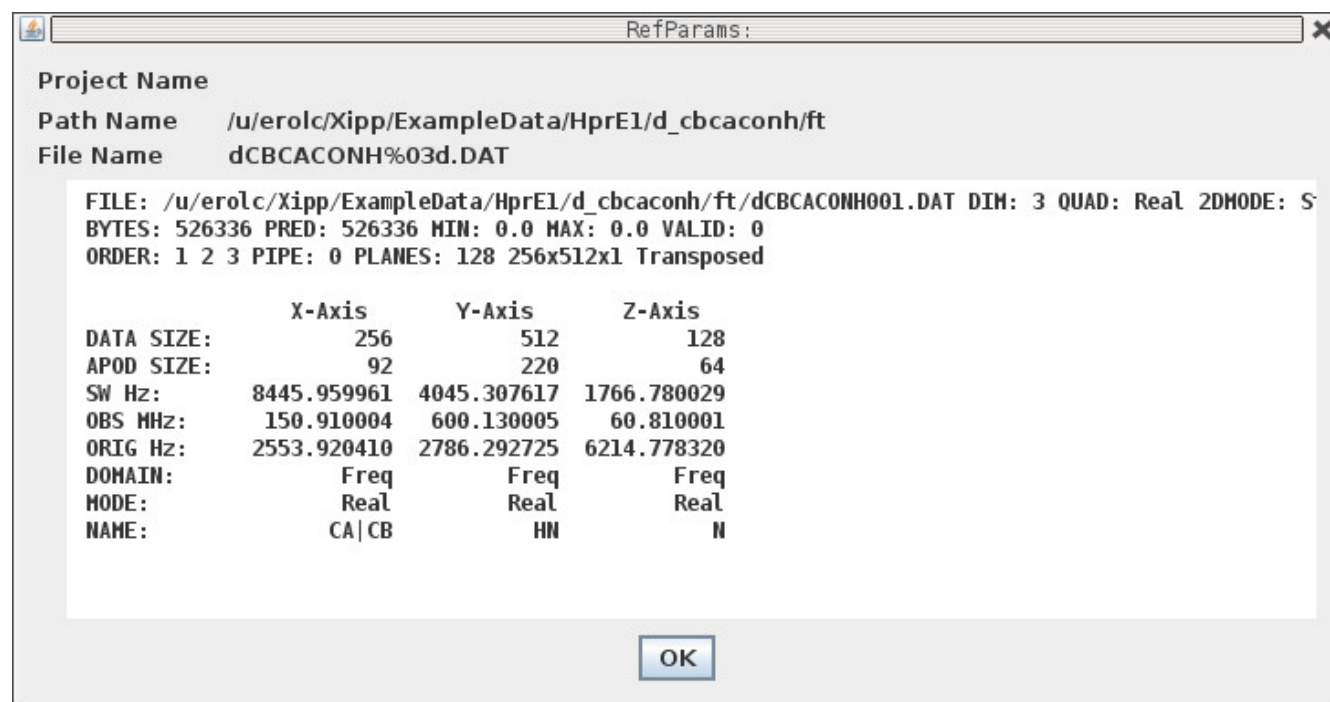 RefParams:
Project Name
Path Name /u/erolc/Xipp/ExampleData/HprE1/d_cbcaconh/ft
File Name dCBCACONH%03d.DAT
FILE: /u/erolc/Xipp/ExampleData/HprE1/d_cbcaconh/ft/dCBCACONH001.DAT DIM: 3 QUAD: Real 2DMODE: S
BYTES: 526336 PRED: 526336 MIN: 0.0 MAX: 0.0 VALID: 0
ORDER: 1 2 3 PIPE: 0 PLANES: 128 256x512x1 Transposed
X-Axis Y-Axis Z-Axis
DATA SIZE: 256 512 128
APOD SIZE: 92 220 64
SW Hz: 8445.959961 4045.307617 1766.780029
OBS MHz: 150.910004 600.130005 60.810001
ORIG Hz: 2553.920410 2786.292725 6214.778320
DOMAIN: Freq Freq Freq
MODE: Real Real Real
NAME: CA|CB HN N
OK